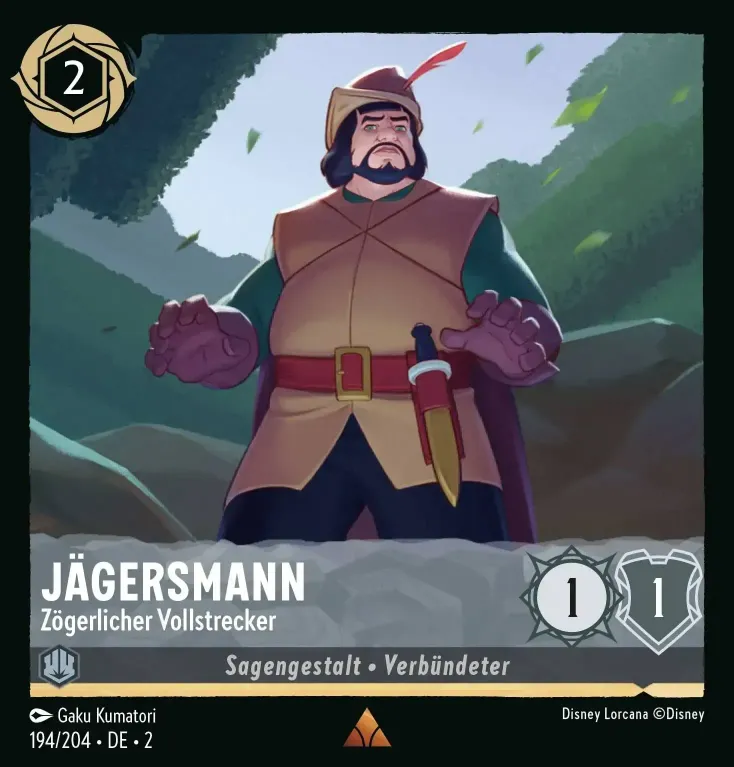 2
JÄGERSMANN
Zögerlicher Vollstrecker
1
1
Sagengestalt • Verbündeter
Gaku Kumatori
194/204 • DE • 2
Disney Lorcana ©Disney